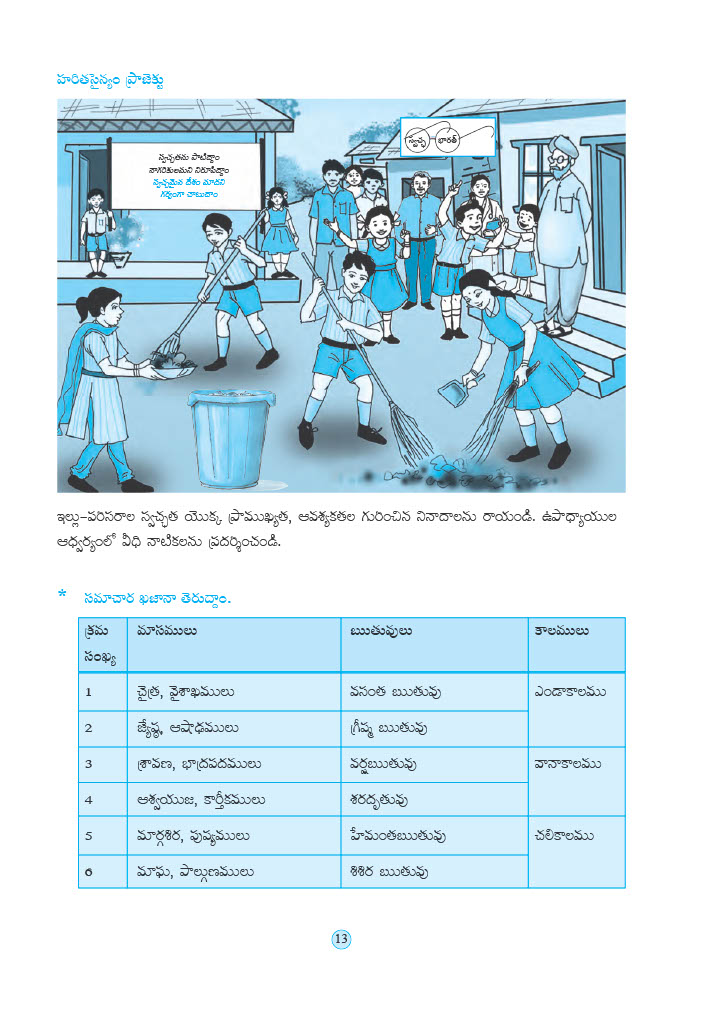 హరితసైన్యం ప్రాజెక్టు
స్వచ్ఛ భారత్
స్వచ్ఛతను పాటిద్దాం
నాగరికులమని నిరూపిద్దాం
స్వచ్ఛమైన దేశం మాదని
గర్వంగా చాటుదాం
ఇల్లు-పరిసరాల స్వచ్ఛత యొక్క ప్రాముఖ్యత, ఆవశ్యకతల గురించిన నినాదాలను రాయండి. ఉపాధ్యాయుల
ఆధ్వర్యంలో వీధి నాటికలను ప్రదర్శించండి.
* సమాచార ఖజానా తెరుద్దాం.
క్రమ సంఖ్య మాసములు ఋతువులు కాలములు
1 చైత్ర, వైశాఖములు వసంత ఋతువు ఎండాకాలము
2 జ్యేష్ఠ, ఆషాఢములు గ్రీష్మ ఋతువు
3 శ్రావణ, భాద్రపదములు వర్షఋతువు వానాకాలము
4 ఆశ్వయుజ, కార్తీకములు శరదృతువు
5 మార్గశిర, పుష్యములు హేమంతఋతువు చలికాలము
6 మాఘ, పాల్గుణములు శిశిర ఋతువు
13